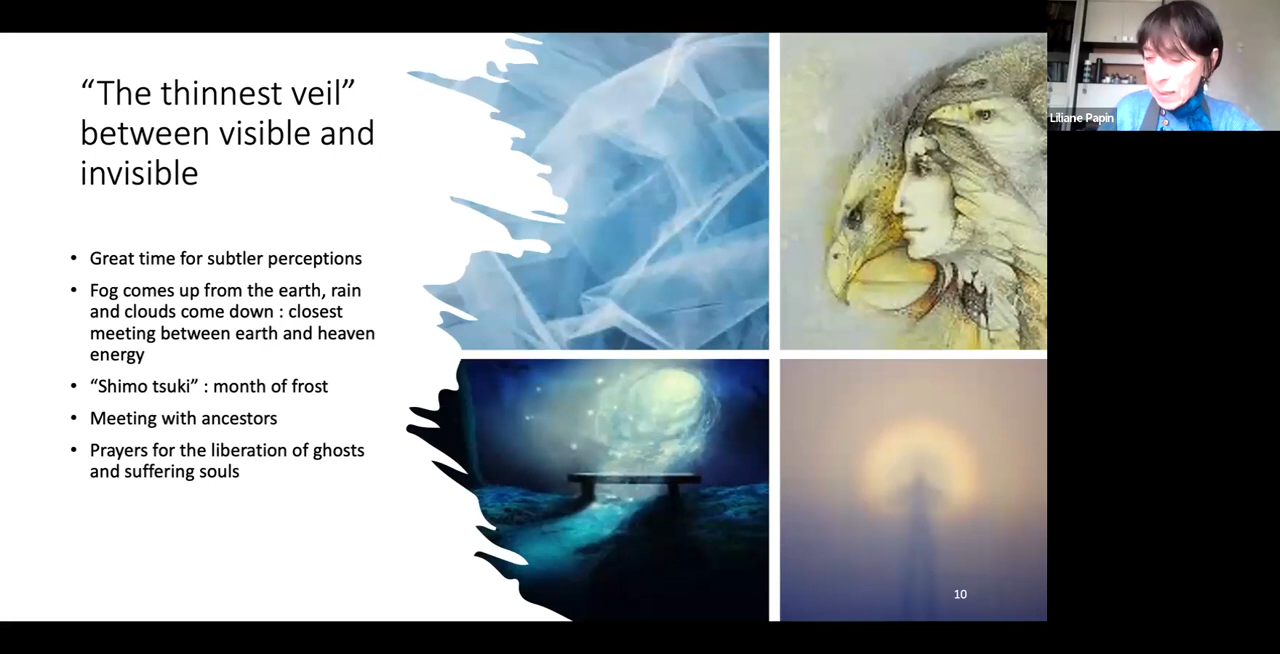 “The thinnest veil”
between visible and
invisible
• Great time for subtler perceptions
• Fog comes up from the earth, rain
and clouds come down : closest
meeting between earth and heaven
energy
• “Shimo tsuki” : month of frost
• Meeting with ancestors
• Prayers for the liberation of ghosts
and suffering souls
10
Liliane Papin